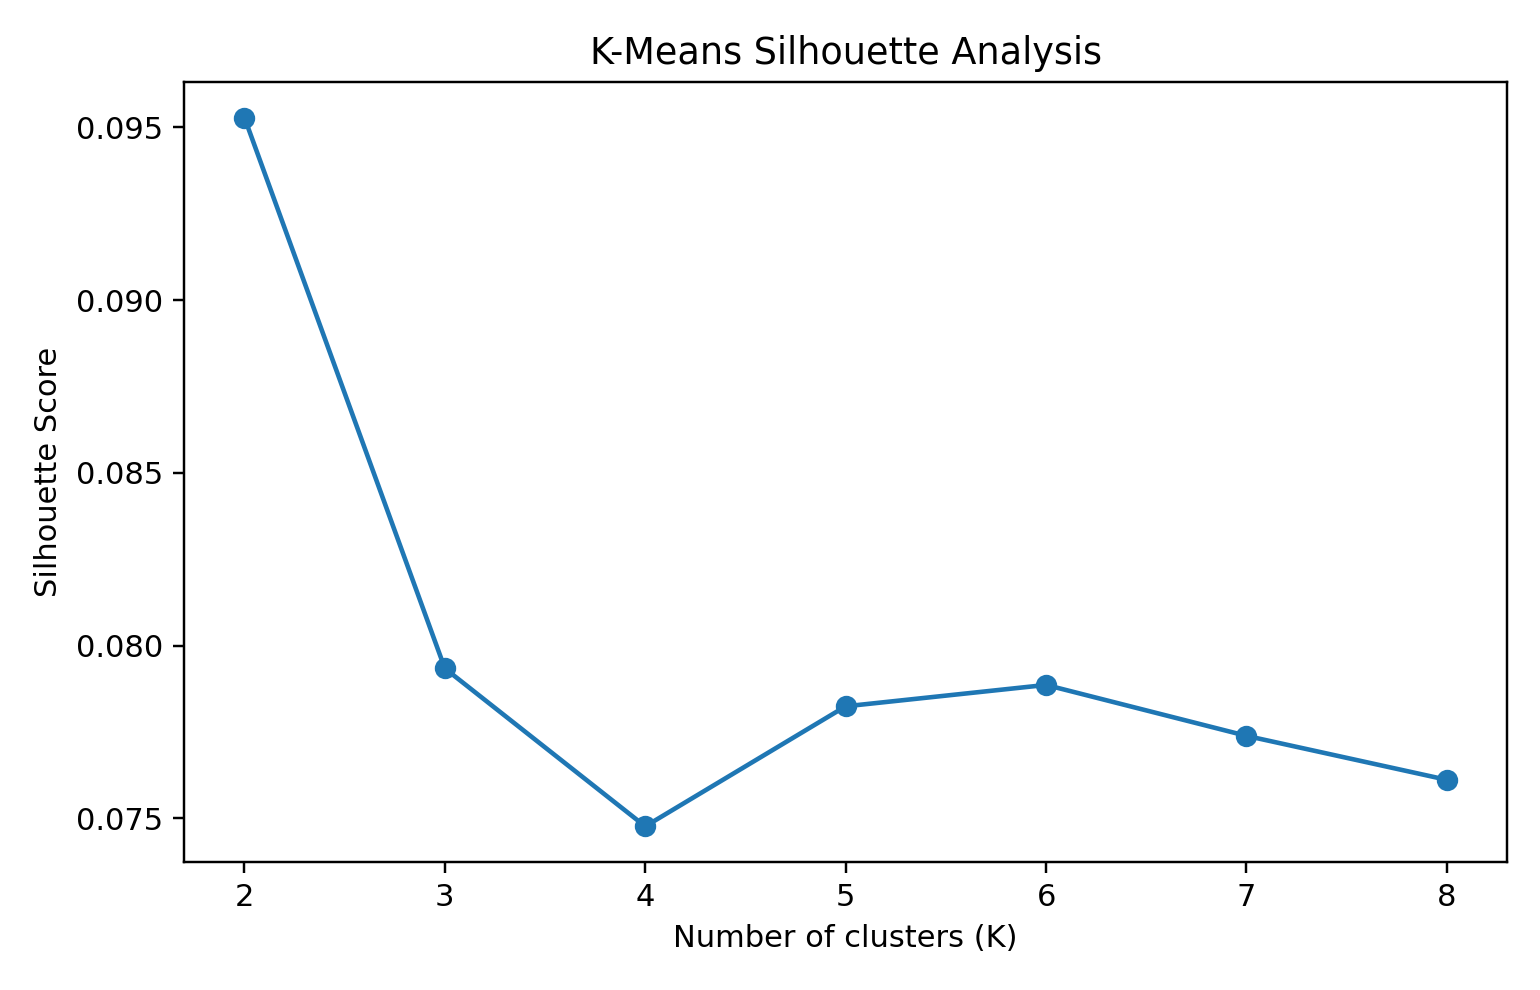 K-Means Silhouette Analysis
Silhouette Score
0.095
0.090
0.085
0.080
0.075
2 3 4 5 6 7 8
Number of clusters (K)